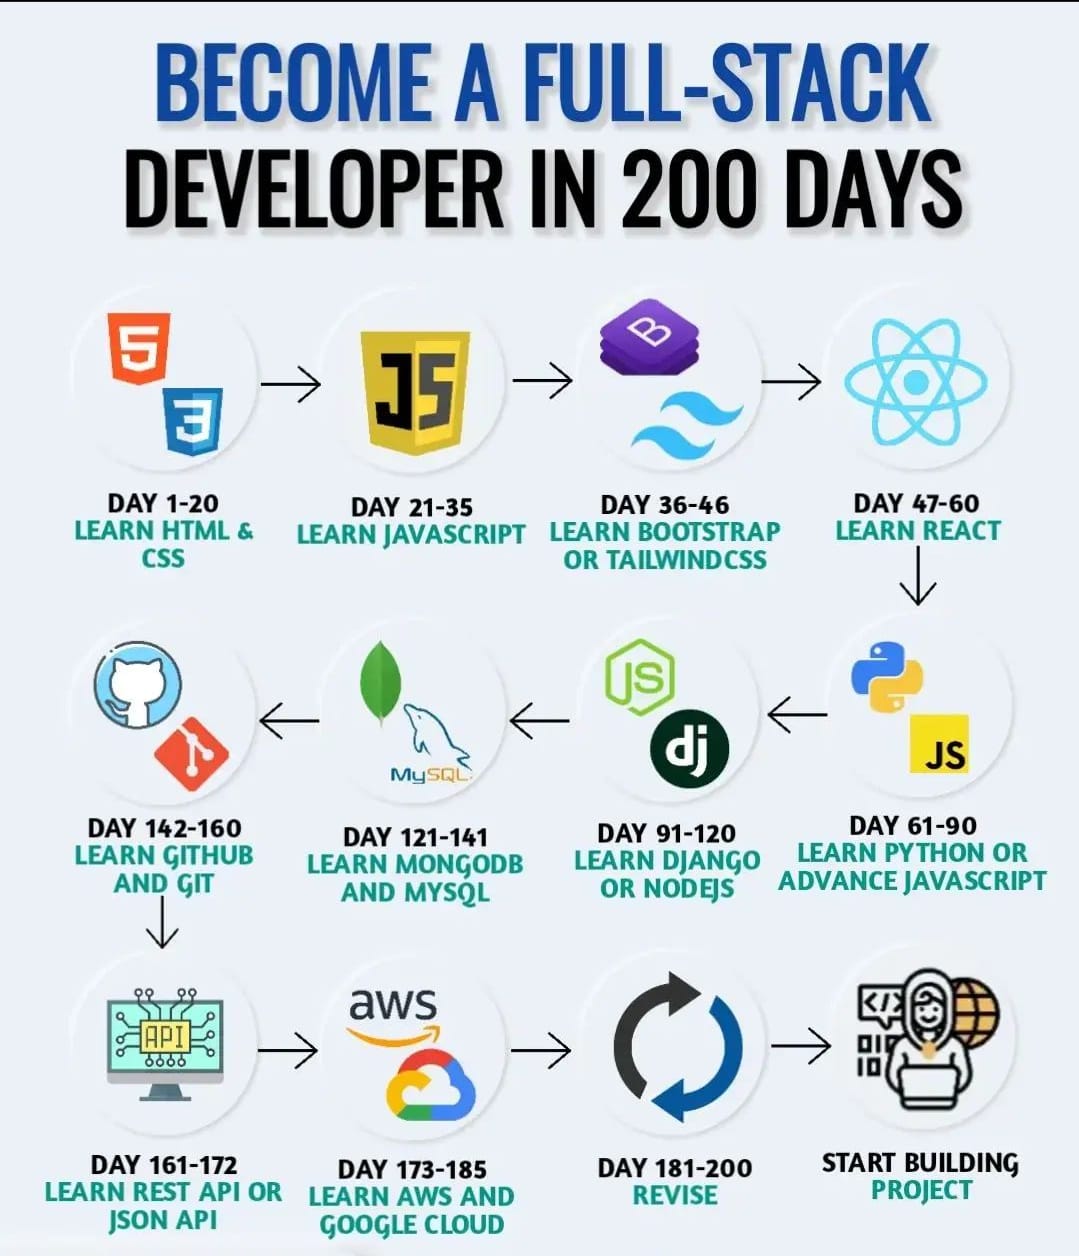 BECOME A FULL-STACK
DEVELOPER IN 200 DAYS
5
3
JS
B
DAY 1-20
LEARN HTML &
CSS
DAY 21-35
LEARN JAVASCRIPT
DAY 36-46
LEARN BOOTSTRAP
OR TAILWINDCSS
DAY 47-60
LEARN REACT
MySQL
JS
dj
JS
DAY 142-160
LEARN GITHUB
AND GIT
DAY 121-141
LEARN MONGODB
AND MYSQL
DAY 91-120
LEARN DJANGO
OR NODEJS
DAY 61-90
LEARN PYTHON OR
ADVANCE JAVASCRIPT
API
aws
</>
DAY 161-172
LEARN REST API OR
JSON API
DAY 173-185
LEARN AWS AND
GOOGLE CLOUD
DAY 181-200
REVISE
START BUILDING
PROJECT